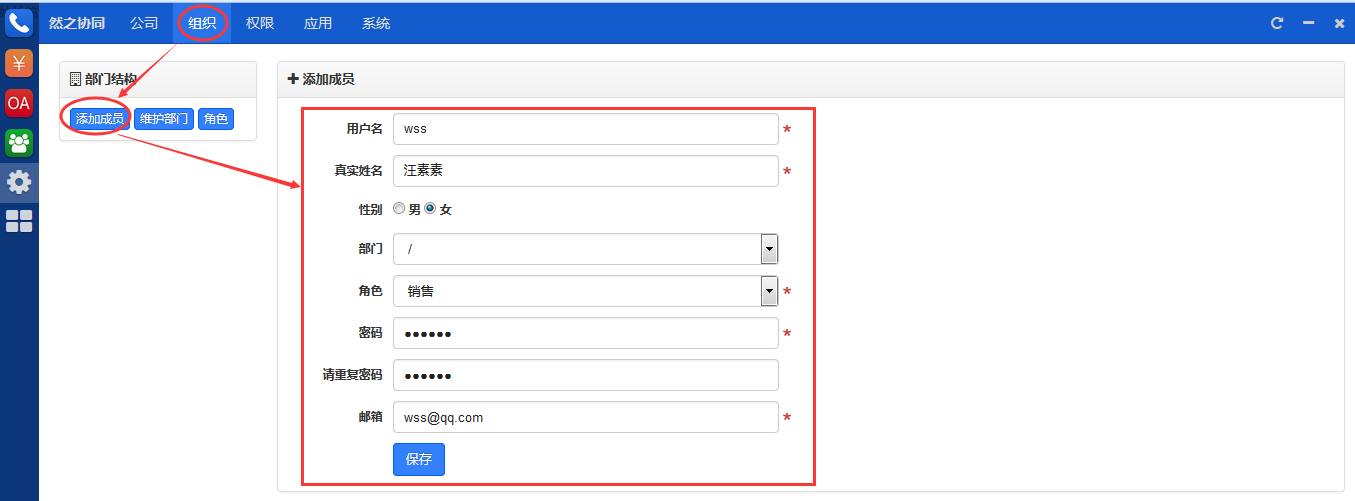 然之协同 公司 组织 权限 应用 系统
¥
OA
部门结构
添加成员 维护部门 角色
添加成员
用户名 wss *
真实姓名 汪素素 *
性别 男 女
部门 /
角色 销售 *
密码 ●●●●●● *
请重复密码 ●●●●●●
邮箱 wss@qq.com *
保存